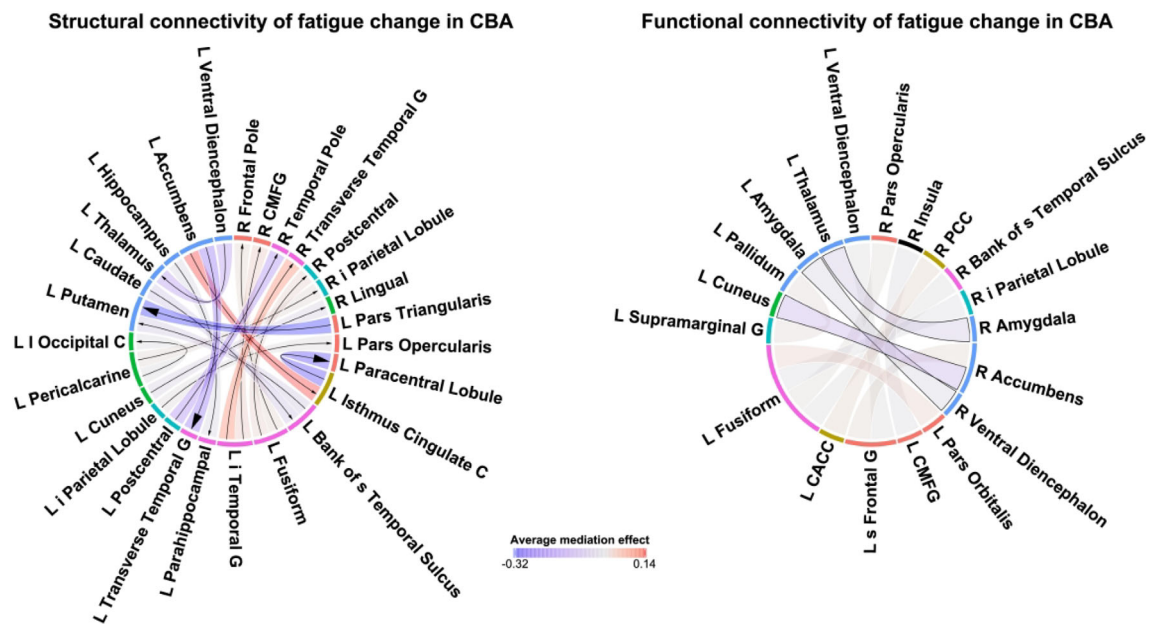 Structural connectivity of fatigue change in CBA
L Ventral Diencephalon
R Frontal Pole
R CMFG
R Temporal Pole
R Transverse Temporal G
R Postcentral
R i Parietal Lobule
R Lingual
L Pars Triangularis
L Pars Opercularis
L Paracentral Lobule
L Isthmus Cingulate C
L Bank of s Temporal Sulcus
L Fusiform
L i Temporal G
L Parahippocampal
L Transverse Temporal G
L Postcentral
L i Parietal Lobule
L Cuneus
L Pericalcarine
L l Occipital C
L Putamen
L Caudate
L Thalamus
L Hippocampus
L Accumbens
Functional connectivity of fatigue change in CBA
L Ventral Diencephalon
R Pars Opercularis
R Insula
R PCC
R Bank of s Temporal Sulcus
R i Parietal Lobule
R Amygdala
R Accumbens
R Ventral Diencephalon
L Pars Orbitalis
L CMFG
L s Frontal G
L CACC
L Fusiform
L Supramarginal G
L Cuneus
L Pallidum
L Amygdala
L Thalamus
Average mediation effect
-0.32 0.14